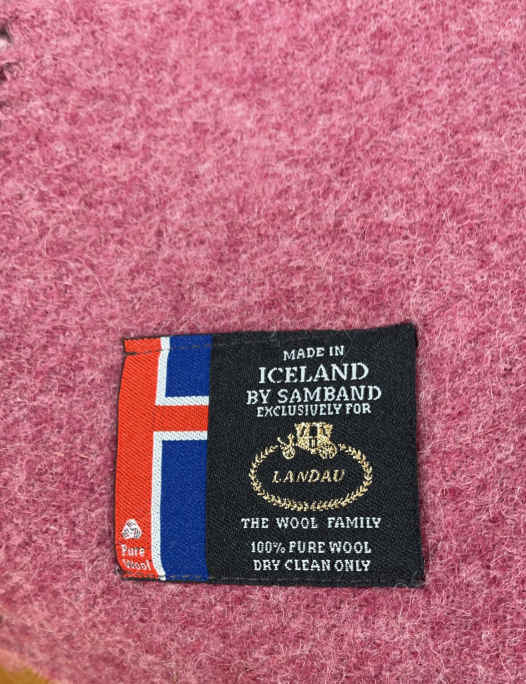 MADE IN
ICELAND
BY SAMBAND
EXCLUSIVELY FOR
LANDAU
THE WOOL FAMILY
100% PURE WOOL
DRY CLEAN ONLY
Pure
Wool